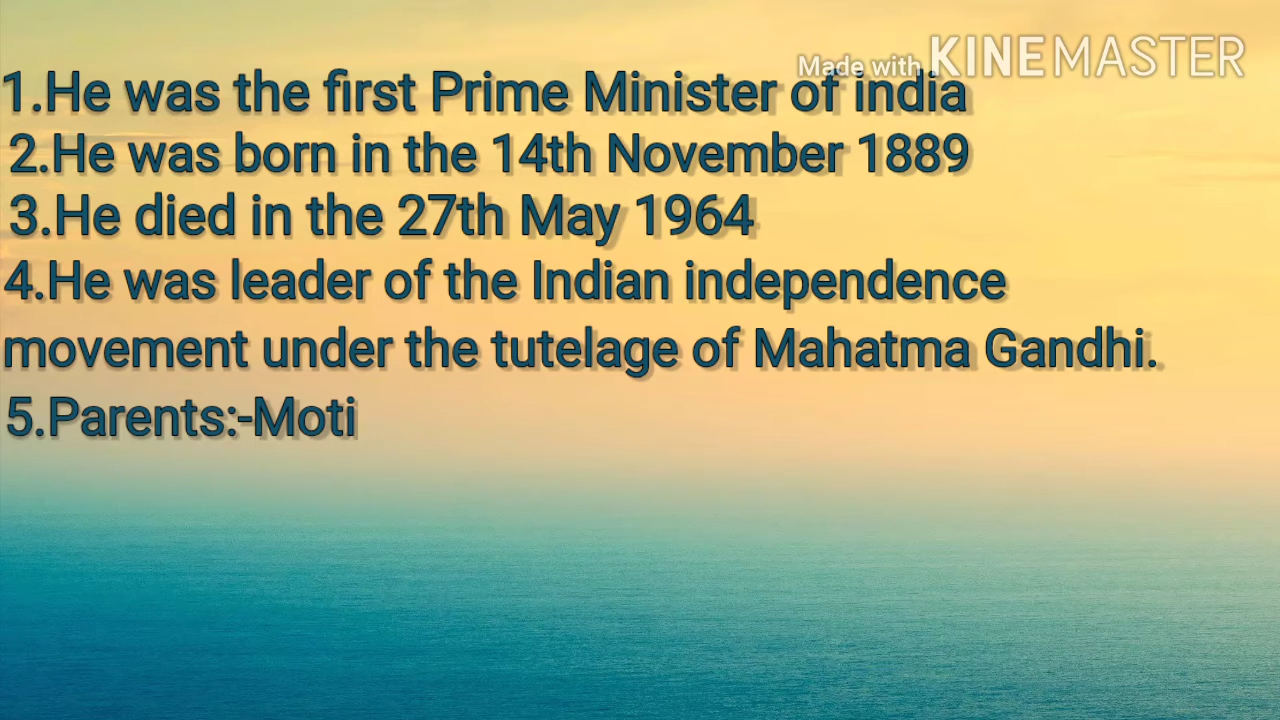 Made with KINEMASTER
1.He was the first Prime Minister of india
2.He was born in the 14th November 1889
3.He died in the 27th May 1964
4.He was leader of the Indian independence
movement under the tutelage of Mahatma Gandhi.
5.Parents:-Moti